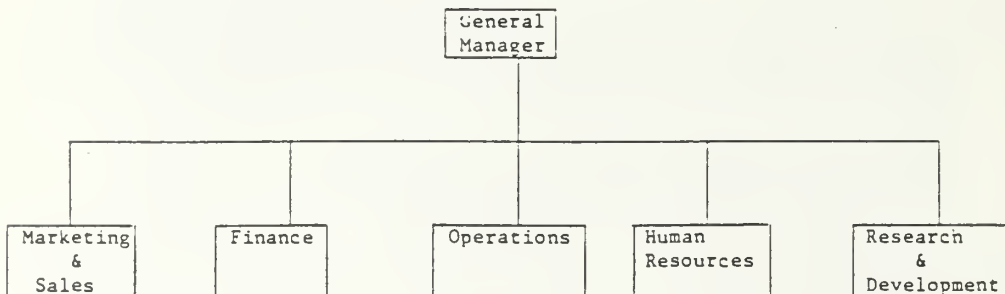 General
Manager
Marketing
&
Sales
Finance
Operations
Human
Resources
Research
&
Development